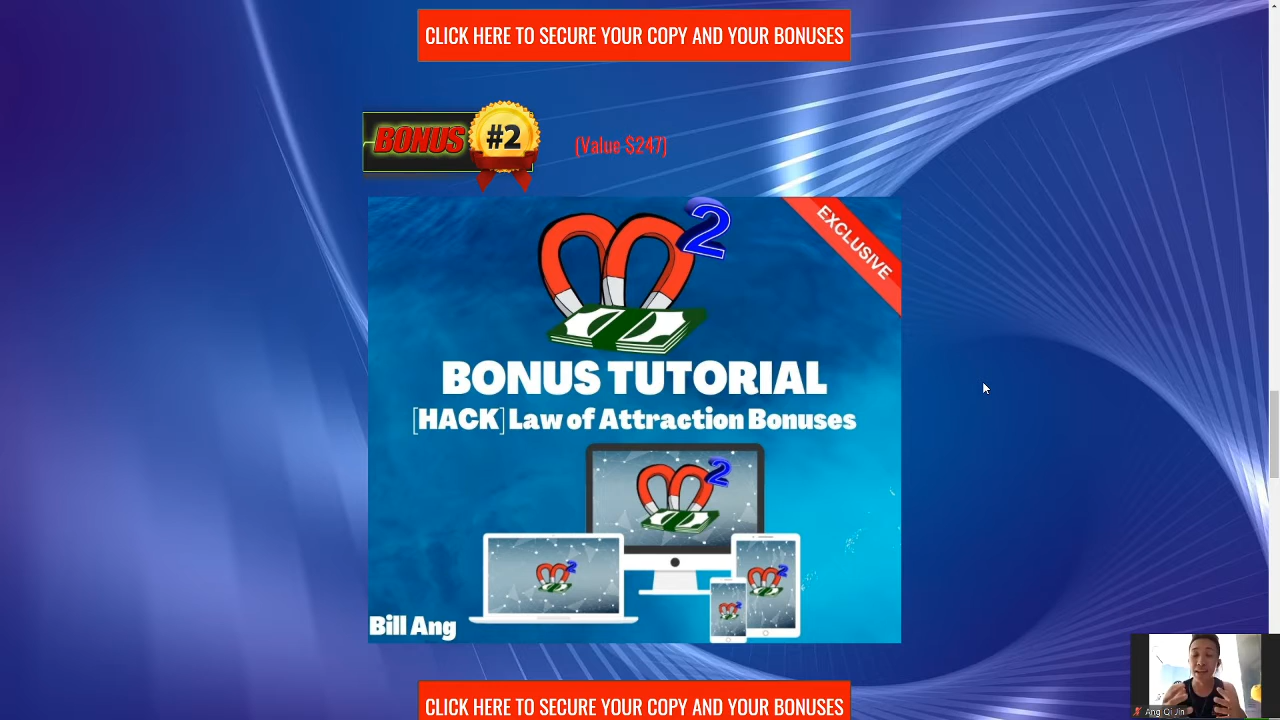 CLICK HERE TO SECURE YOUR COPY AND YOUR BONUSES
BONUS #2
(Value $247)
2
EXCLUSIVE
BONUS TUTORIAL
[HACK] Law of Attraction Bonuses
2
2
2
2
Bill Ang
Ang Qi Jin
CLICK HERE TO SECURE YOUR COPY AND YOUR BONUSES